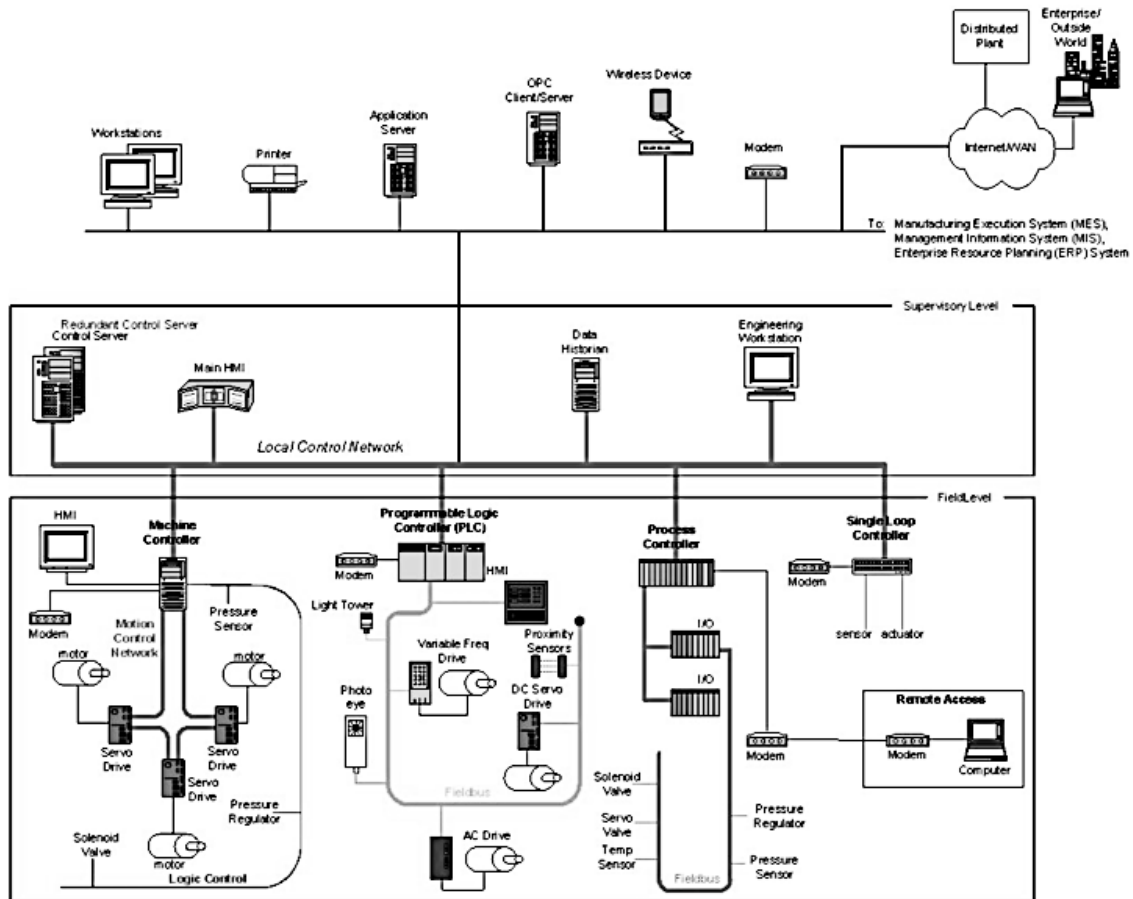 Distributed
Plant
Enterprise/
Outside
World
Internet/WAN
Workstations
Printer
Application
Server
OPC
Client/Server
Wireless Device
Modem
To: Manufacturing Execution System (MES),
Management Information System (MIS),
Enterprise Resource Planning (ERP) System
Supervisory Level
Redundant Control Server
Control Server
Main HMI
Data
Historian
Engineering
Workstation
Local Control Network
FieldLevel
HMI
Machine
Controller
Modem
Pressure
Sensor
Motion
Control
Network
motor
motor
Servo
Drive
Servo
Drive
Servo
Drive
motor
Pressure
Regulator
Solenoid
Valve
Logic Control
Programmable Logic
Controller (PLC)
Modem
HMI
Light Tower
Variable Freq
Drive
Proximity
Sensors
Photo
eye
DC Servo
Drive
Fieldbus
AC Drive
Process
Controller
I/O
I/O
Modem
Solenoid
Valve
Servo
Valve
Temp
Sensor
Pressure
Regulator
Pressure
Sensor
Fieldbus
Single Loop
Controller
Modem
sensor
actuator
Remote Access
Modem
Computer